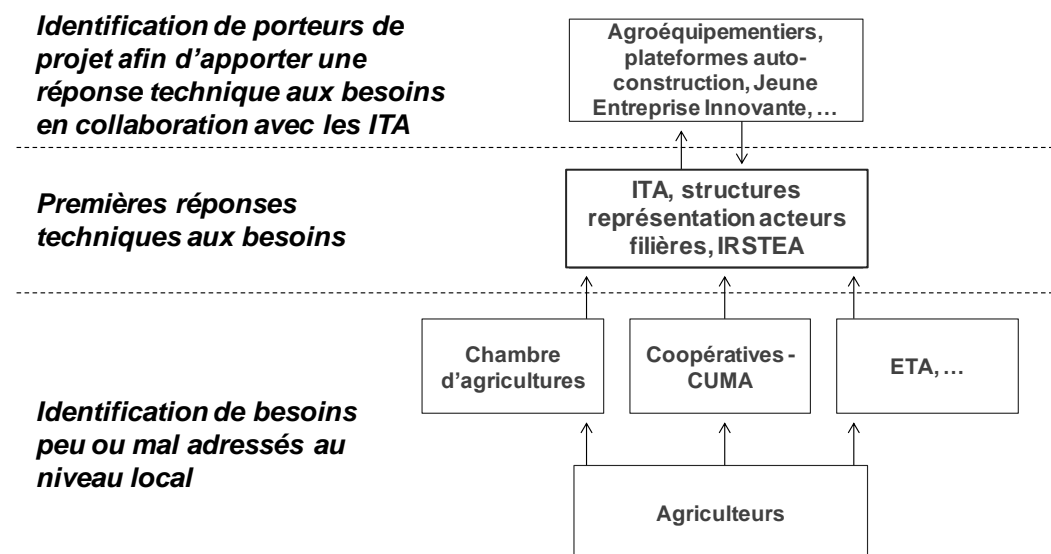 Identification de porteurs de
projet afin d'apporter une
réponse technique aux besoins
en collaboration avec les ITA
Agroéquipementiers,
plateformes auto-
construction, Jeune
Entreprise Innovante, …
Premières réponses
techniques aux besoins
ITA, structures
représentation acteurs
filières, IRSTEA
Identification de besoins
peu ou mal adressés au
niveau local
Chambre
d'agricultures
Coopératives -
CUMA
ETA, …
Agriculteurs